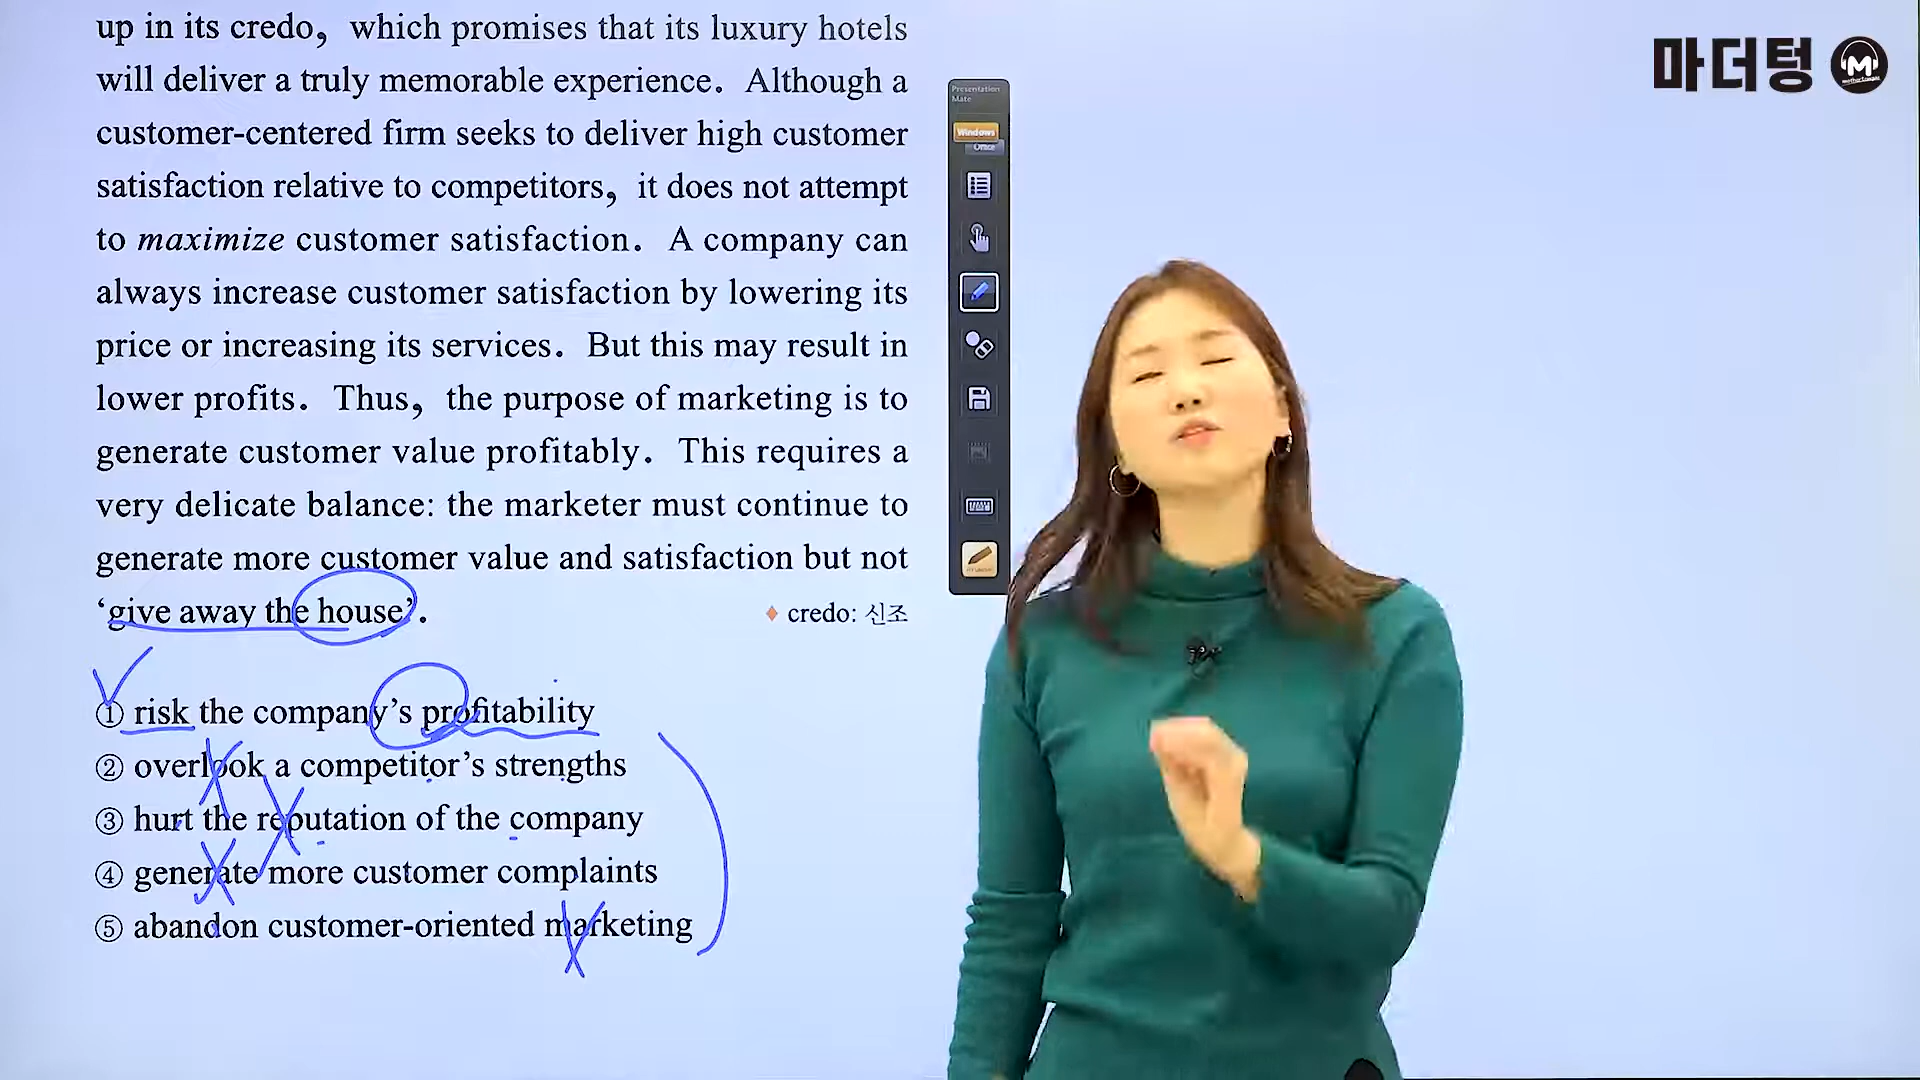 up in its credo, which promises that its luxury hotels
will deliver a truly memorable experience. Although a
customer-centered firm seeks to deliver high customer
satisfaction relative to competitors, it does not attempt
to maximize customer satisfaction. A company can
always increase customer satisfaction by lowering its
price or increasing its services. But this may result in
lower profits. Thus, the purpose of marketing is to
generate customer value profitably. This requires a
very delicate balance: the marketer must continue to
generate more customer value and satisfaction but not
‘give away the house’.
♦ credo: 신조
① risk the company’s profitability
② overlook a competitor’s strengths
③ hurt the reputation of the company
④ generate more customer complaints
⑤ abandon customer-oriented marketing
Presentation
Mate
Windows
Office
마더텅
M